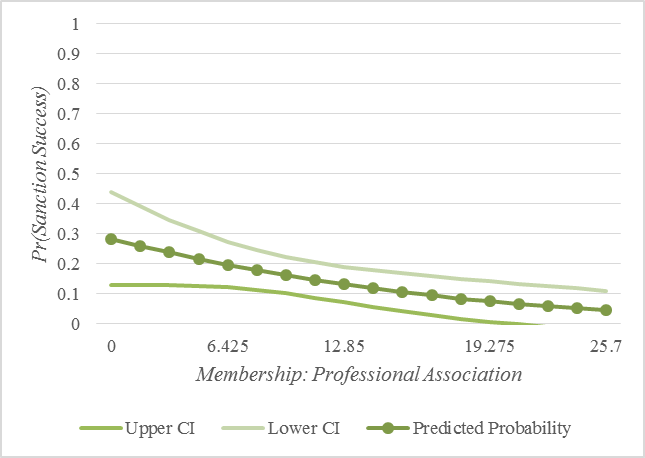 1
0.9
0.8
0.7
0.6
0.5
0.4
0.3
0.2
0.1
0
Pr(Sanction Success)
0 6.425 12.85 19.275 25.7
Membership: Professional Association
Upper CI Lower CI Predicted Probability